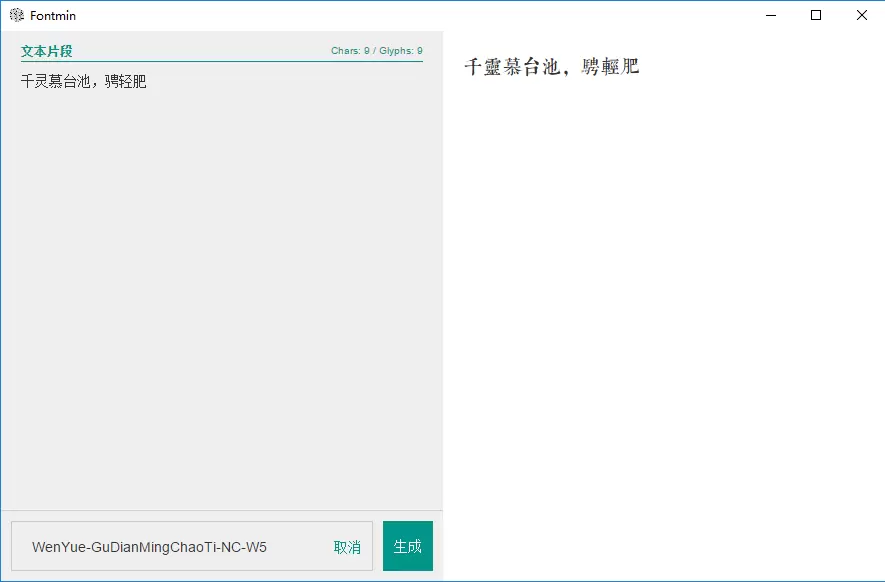 Fontmin
文本片段
Chars: 9 / Glyphs: 9
千灵慕台池，骋轻肥
千靈慕台池，騁輕肥
WenYue-GuDianMingChaoTi-NC-W5
取消
生成